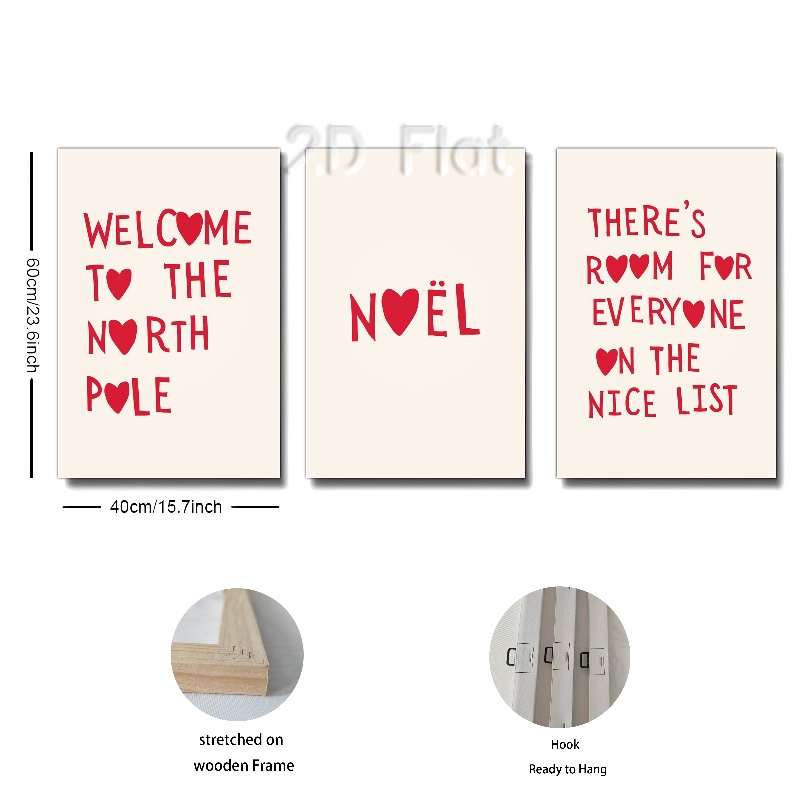 2D Flat
WELCOME
TO THE
NORTH
POLE
NOËL
THERE'S
ROOM FOR
EVERYONE
ON THE
NICE LIST
60cm/23.6inch
40cm/15.7inch
stretched on
wooden Frame
Hook
Ready to Hang